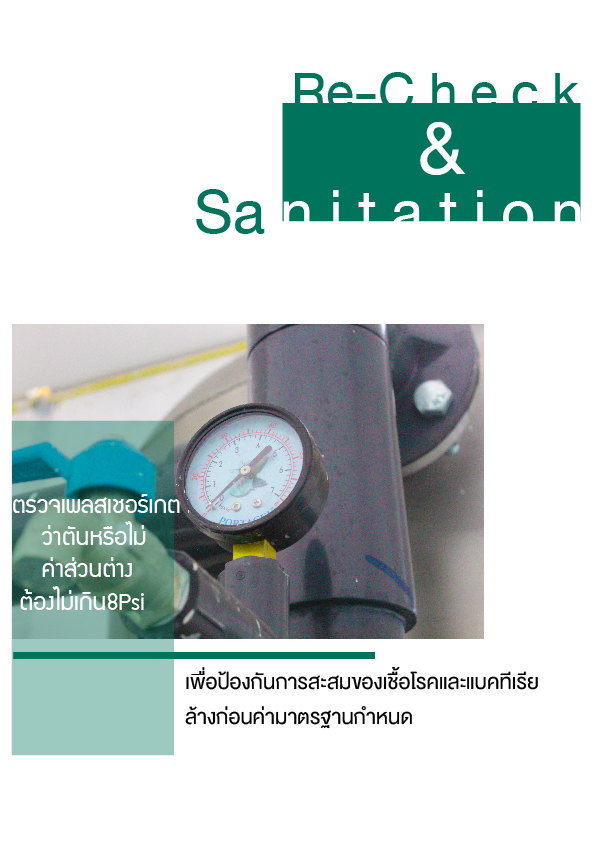 Re-Check
&
Sanitation
ตรวจเพลสเชอร์เกต
ว่าตันหรือไม่
ค่าส่วนต่าง
ต้องไม่เกิน8Psi
เพื่อป้องกันการสะสมของเชื้อโรคและแบคทีเรีย
ล้างก่อนค่ามาตรฐานกำหนด